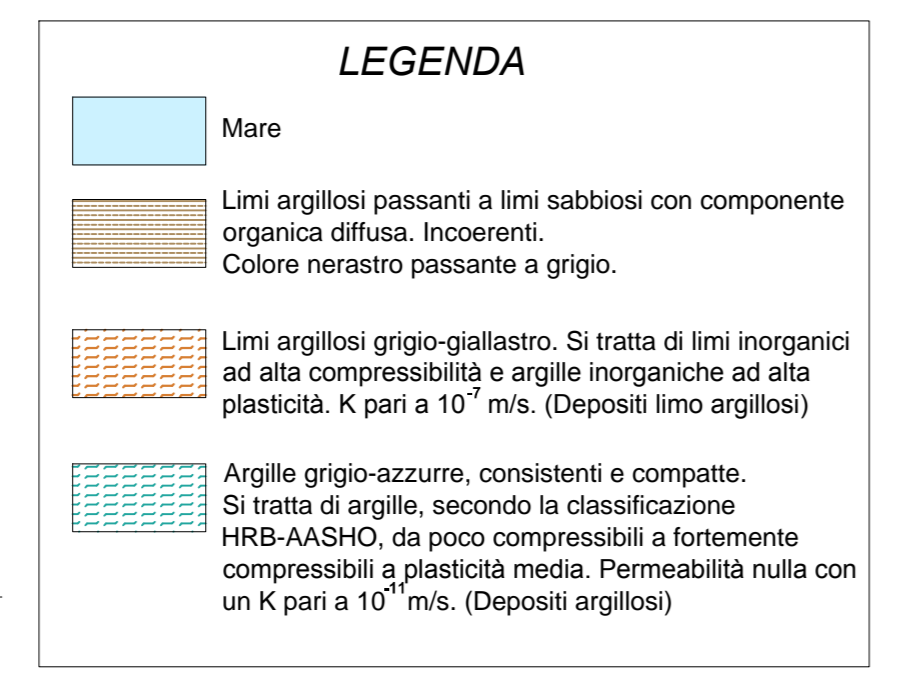 LEGENDA
Mare
Limi argillosi passanti a limi sabbiosi con componente
organica diffusa. Incoerenti.
Colore nerastro passante a grigio.
Limi argillosi grigio-giallastro. Si tratta di limi inorganici
ad alta compressibilità e argille inorganiche ad alta
plasticità. K pari a 10⁻⁷ m/s. (Depositi limo argillosi)
Argille grigio-azzurre, consistenti e compatte.
Si tratta di argille, secondo la classificazione
HRB-AASHO, da poco compressibili a fortemente
compressibili a plasticità media. Permeabilità nulla con
un K pari a 10⁻¹¹ m/s. (Depositi argillosi)